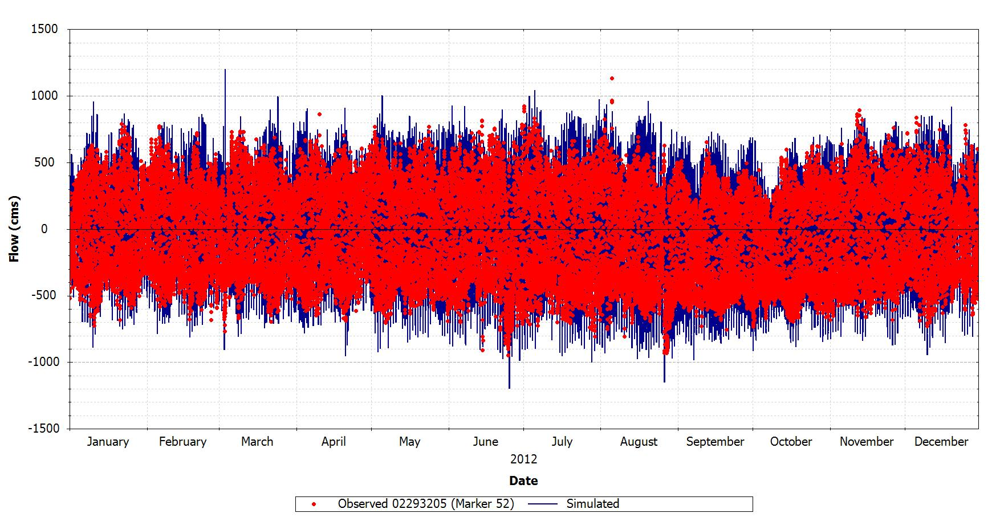 1500
1000
500
0
-500
-1000
-1500
Flow (cms)
January February March April May June July August September October November December
2012
Date
Observed 02293205 (Marker 52) Simulated